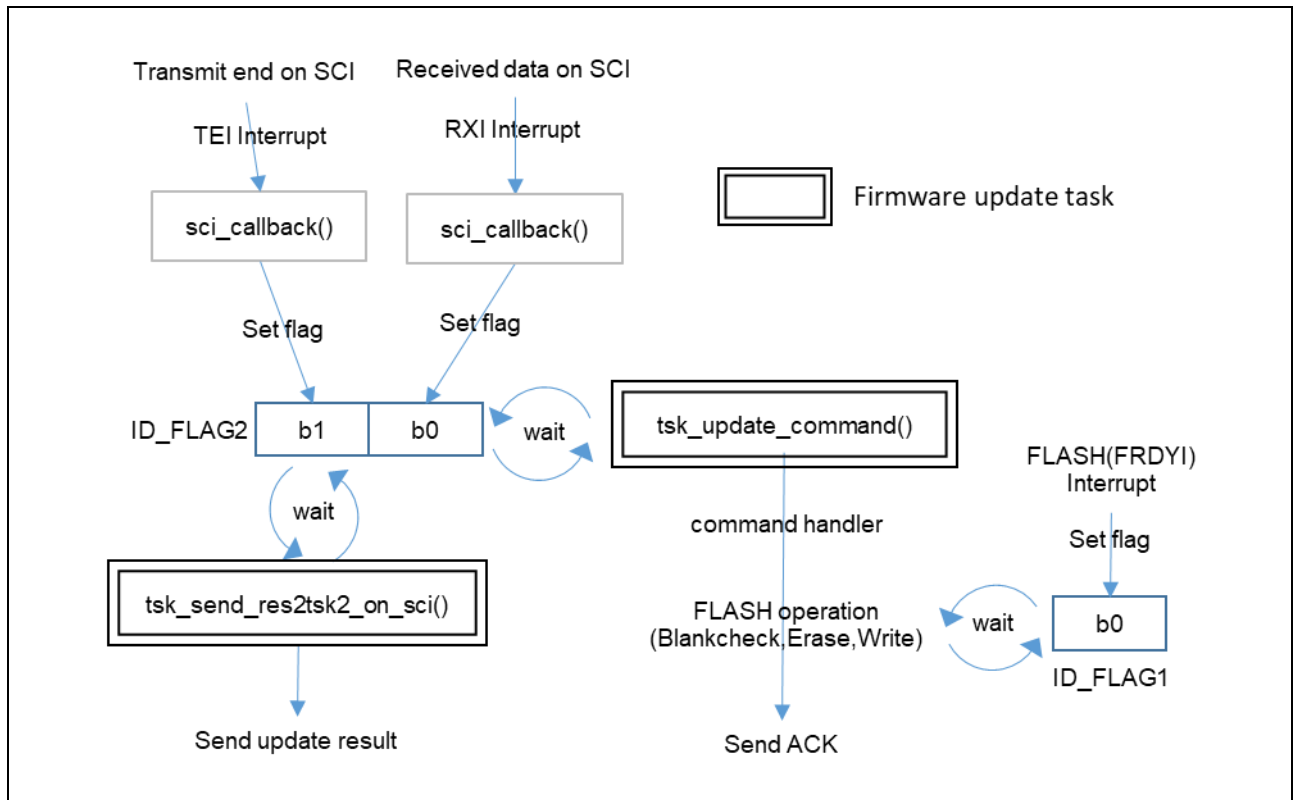 Transmit end on SCI
Received data on SCI
TEI Interrupt
RXI Interrupt
sci_callback()
sci_callback()
Firmware update task
Set flag
Set flag
ID_FLAG2
b1
b0
wait
tsk_update_command()
FLASH(FRDYI)
Interrupt
wait
command handler
Set flag
tsk_send_res2tsk2_on_sci()
FLASH operation
(Blankcheck,Erase,Write)
wait
b0
ID_FLAG1
Send update result
Send ACK